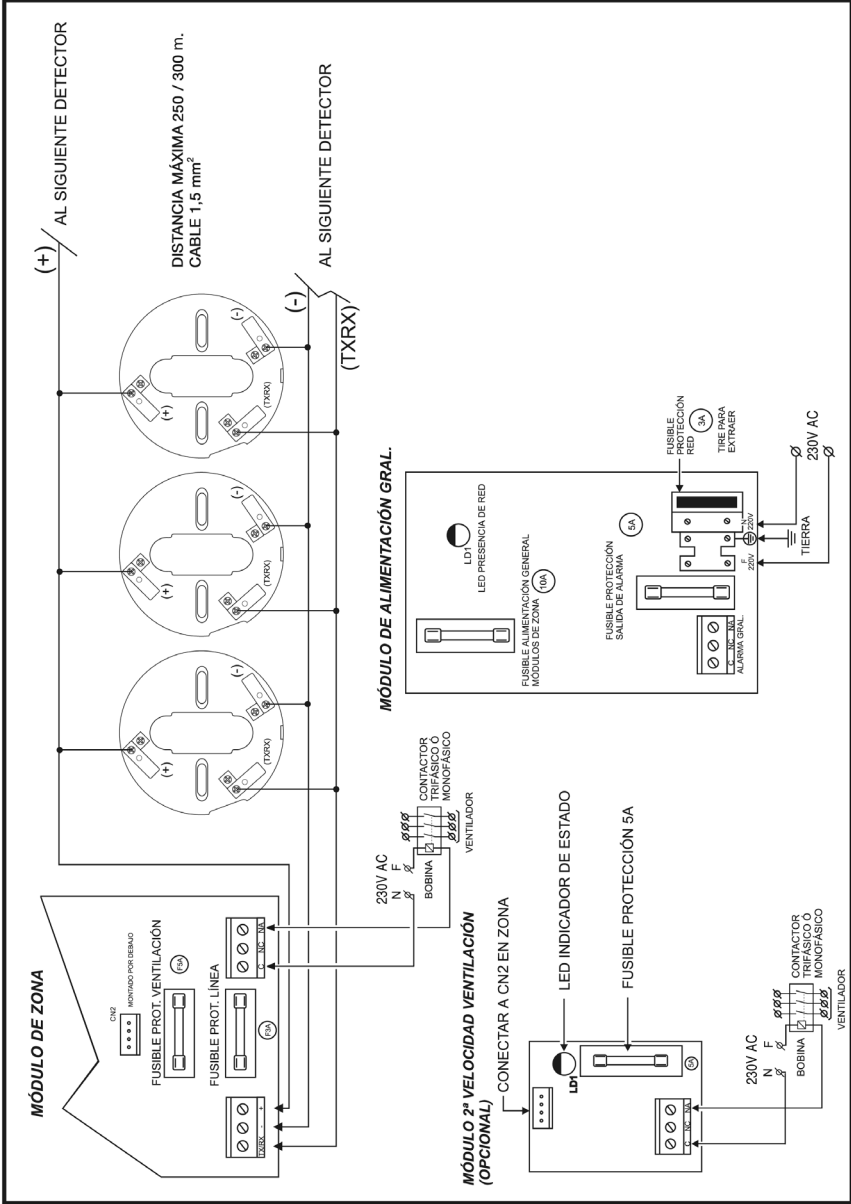 MÓDULO DE ZONA
CN2
MONTADO POR DEBAJO
FUSIBLE PROT. VENTILACIÓN
F5A
FUSIBLE PROT. LÍNEA
F3A
TX/RX - +
C NC NA
230V AC
N F
BOBINA
CONTACTOR
TRIFÁSICO Ó
MONOFÁSICO
VENTILADOR
(+)
(-)
(TXRX)
(+)
(-)
(TXRX)
(+)
(-)
(TXRX)
(+)
AL SIGUIENTE DETECTOR
DISTANCIA MÁXIMA 250 / 300 m.
CABLE 1,5 mm²
(-)
AL SIGUIENTE DETECTOR
(TXRX)
MÓDULO 2ª VELOCIDAD VENTILACIÓN
(OPCIONAL)
CONECTAR A CN2 EN ZONA
LD1
LED INDICADOR DE ESTADO
FUSIBLE PROTECCIÓN 5A
5A
C NC NA
230V AC
N F
BOBINA
CONTACTOR
TRIFÁSICO Ó
MONOFÁSICO
VENTILADOR
MÓDULO DE ALIMENTACIÓN GRAL.
LD1
LED PRESENCIA DE RED
FUSIBLE ALIMENTACIÓN GENERAL
MÓDULOS DE ZONA
10A
FUSIBLE PROTECCIÓN
SALIDA DE ALARMA
5A
C NC NA
ALARMA GRAL.
F
220V
N
220V
TIERRA
230V AC
FUSIBLE
PROTECCIÓN
RED
3A
TIRE PARA
EXTRAER